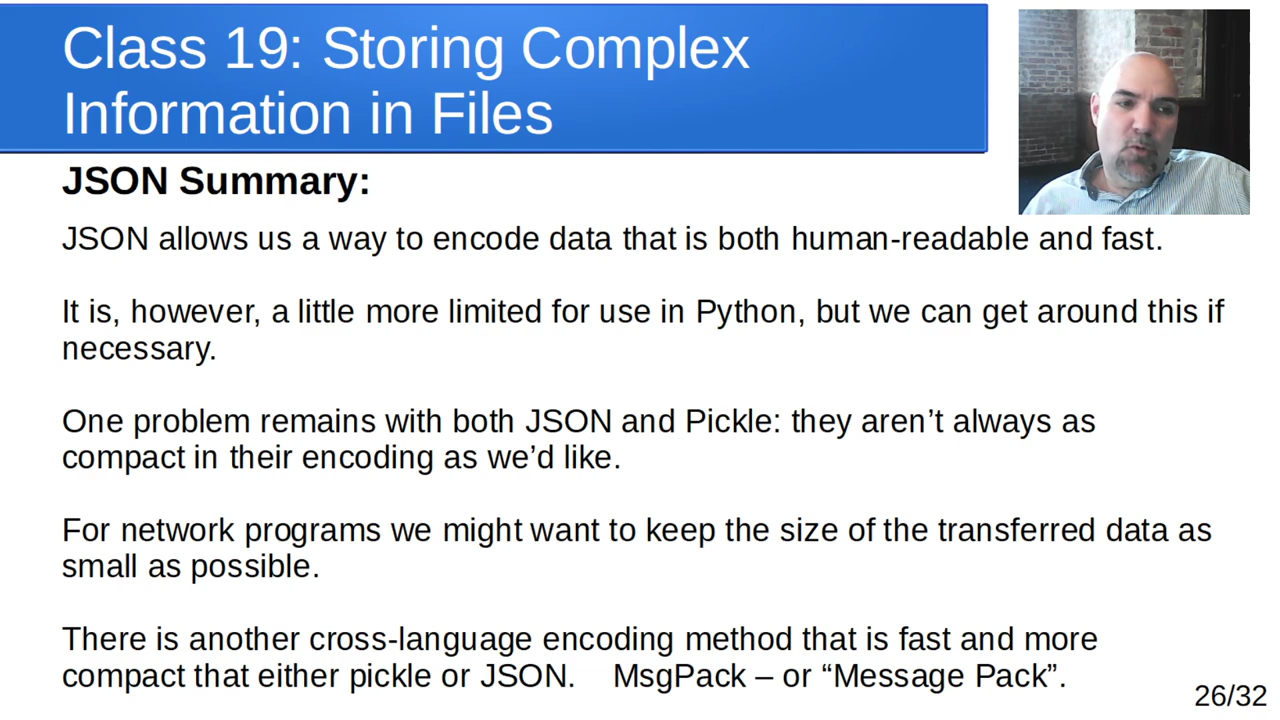 Class 19: Storing Complex
Information in Files
JSON Summary:
JSON allows us a way to encode data that is both human-readable and fast.
It is, however, a little more limited for use in Python, but we can get around this if
necessary.
One problem remains with both JSON and Pickle: they aren’t always as
compact in their encoding as we’d like.
For network programs we might want to keep the size of the transferred data as
small as possible.
There is another cross-language encoding method that is fast and more
compact that either pickle or JSON. MsgPack – or “Message Pack”.
26/32